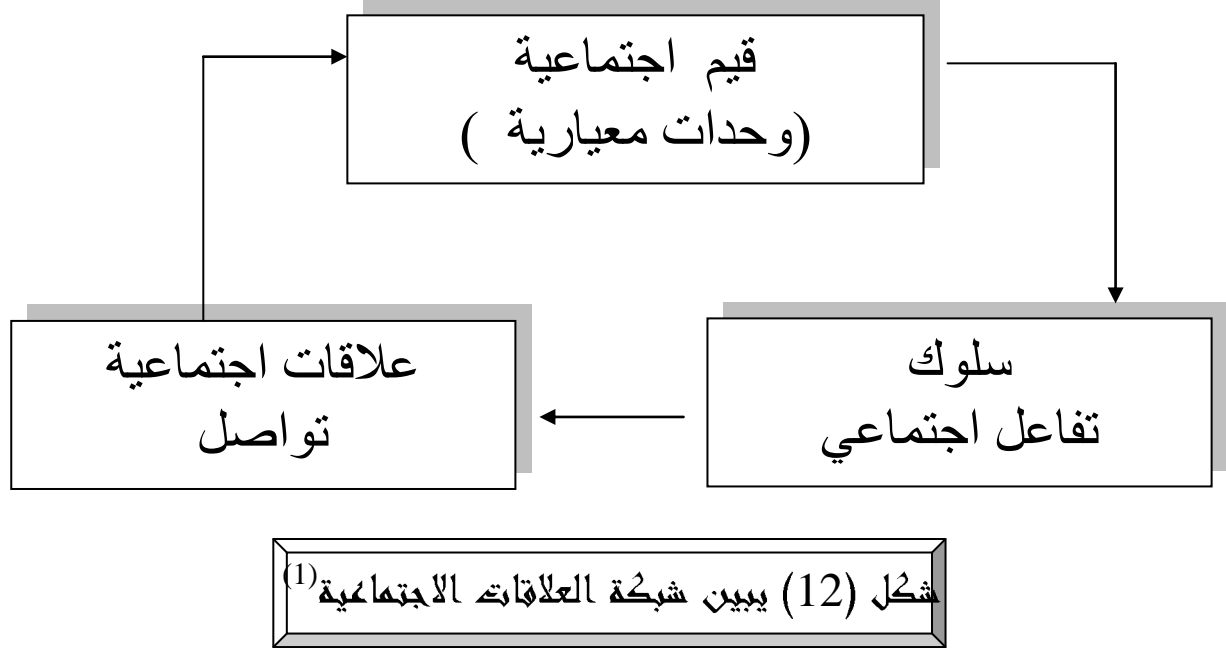 قيم اجتماعية
(وحدات معيارية )
سلوك
تفاعل اجتماعي
علاقات اجتماعية
تواصل
شكل (12) يبين شبكة العلاقات الاجتماعية(1)